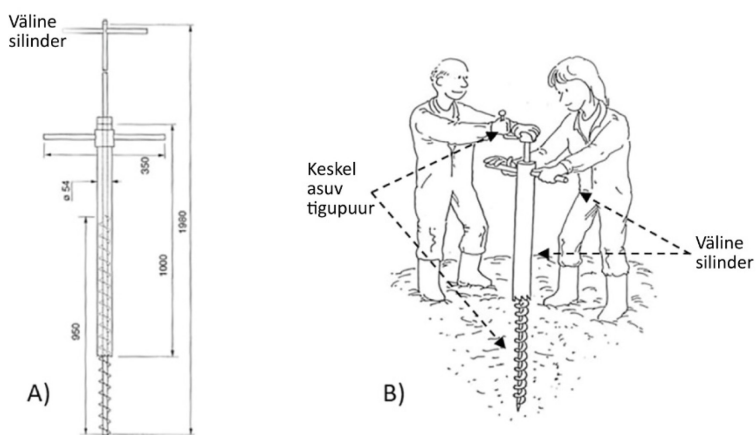 Väline
silinder
350
ø 54
1980
1000
950
A)
Keskel
asuv
tigupuur
Väline
silinder
B)